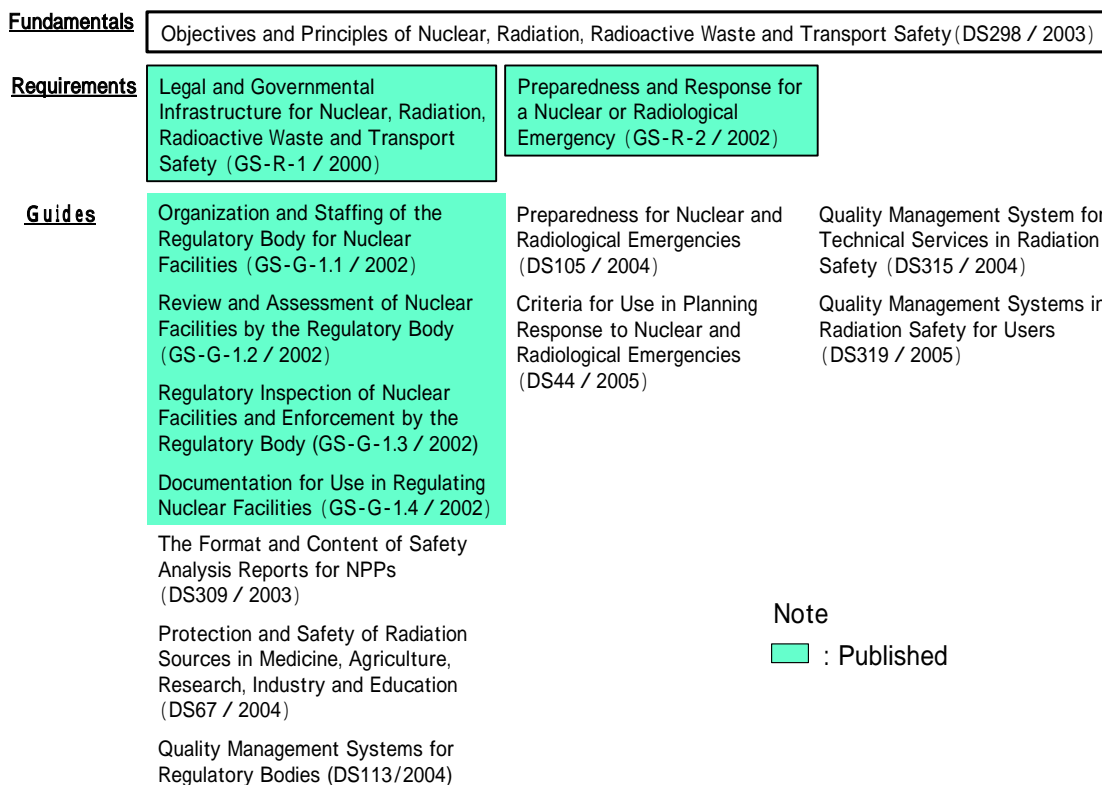 Fundamentals
Objectives and Principles of Nuclear, Radiation, Radioactive Waste and Transport Safety(DS298 / 2003)
Requirements
Legal and Governmental
Infrastructure for Nuclear, Radiation,
Radioactive Waste and Transport
Safety (GS-R-1 / 2000)
Preparedness and Response for
a Nuclear or Radiological
Emergency (GS-R-2 / 2002)
Guides
Organization and Staffing of the
Regulatory Body for Nuclear
Facilities (GS-G-1.1 / 2002)
Review and Assessment of Nuclear
Facilities by the Regulatory Body
(GS-G-1.2 / 2002)
Regulatory Inspection of Nuclear
Facilities and Enforcement by the
Regulatory Body (GS-G-1.3 / 2002)
Documentation for Use in Regulating
Nuclear Facilities (GS-G-1.4 / 2002)
The Format and Content of Safety
Analysis Reports for NPPs
(DS309 / 2003)
Protection and Safety of Radiation
Sources in Medicine, Agriculture,
Research, Industry and Education
(DS67 / 2004)
Quality Management Systems for
Regulatory Bodies (DS113/2004)
Preparedness for Nuclear and
Radiological Emergencies
(DS105 / 2004)
Criteria for Use in Planning
Response to Nuclear and
Radiological Emergencies
(DS44 / 2005)
Quality Management System for
Technical Services in Radiation
Safety (DS315 / 2004)
Quality Management Systems in
Radiation Safety for Users
(DS319 / 2005)
Note
: Published